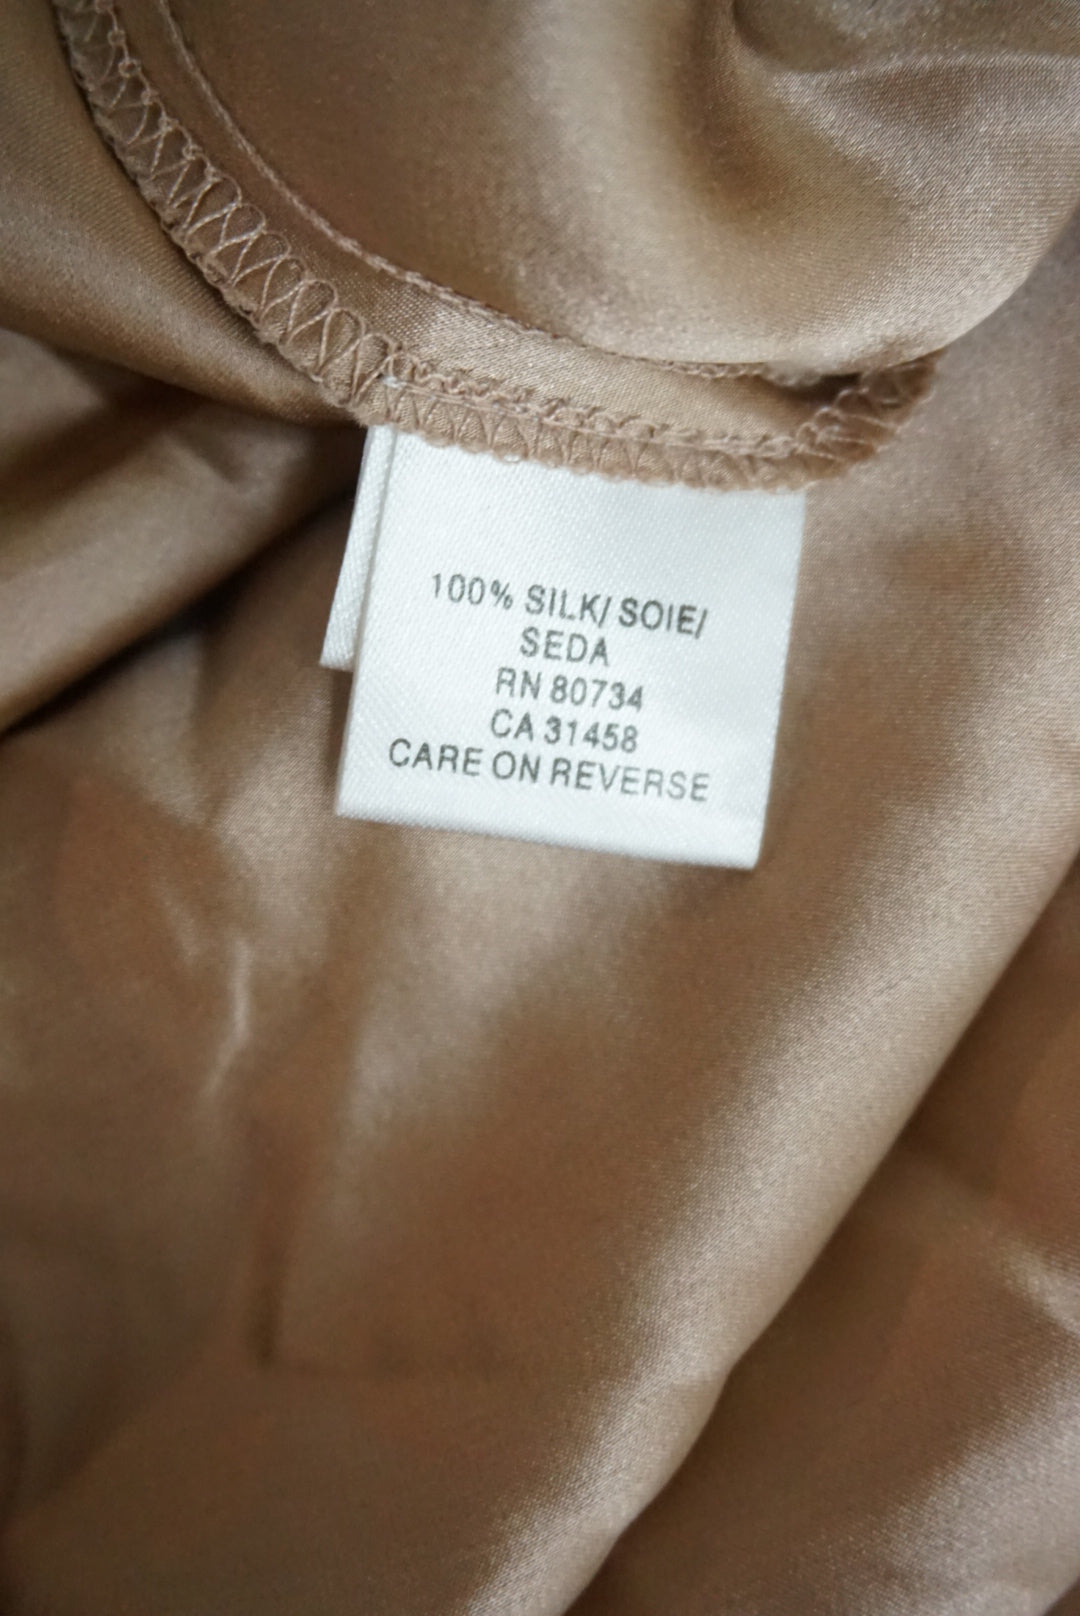 100% SILK/ SOIE/
SEDA
RN 80734
CA 31458
CARE ON REVERSE